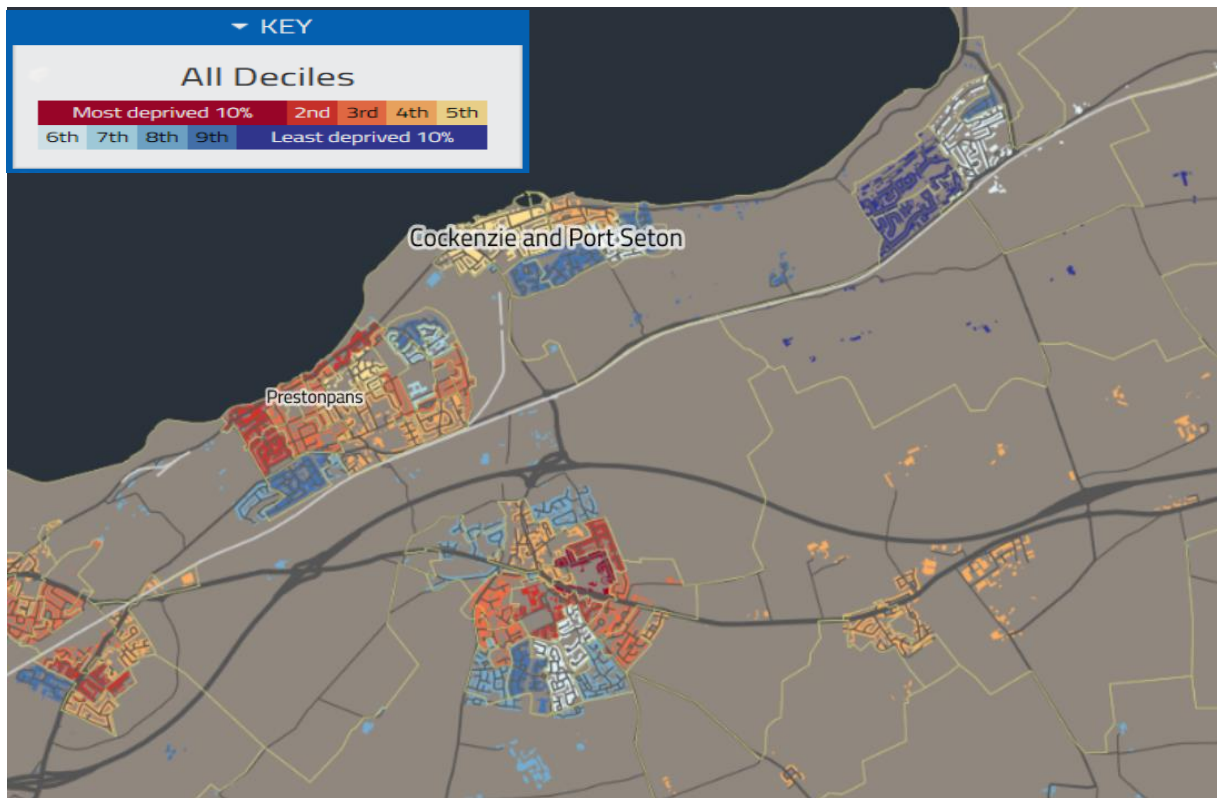 KEY
All Deciles
Most deprived 10% 2nd 3rd 4th 5th
6th 7th 8th 9th Least deprived 10%
Cockenzie and Port Seton
Prestonpans